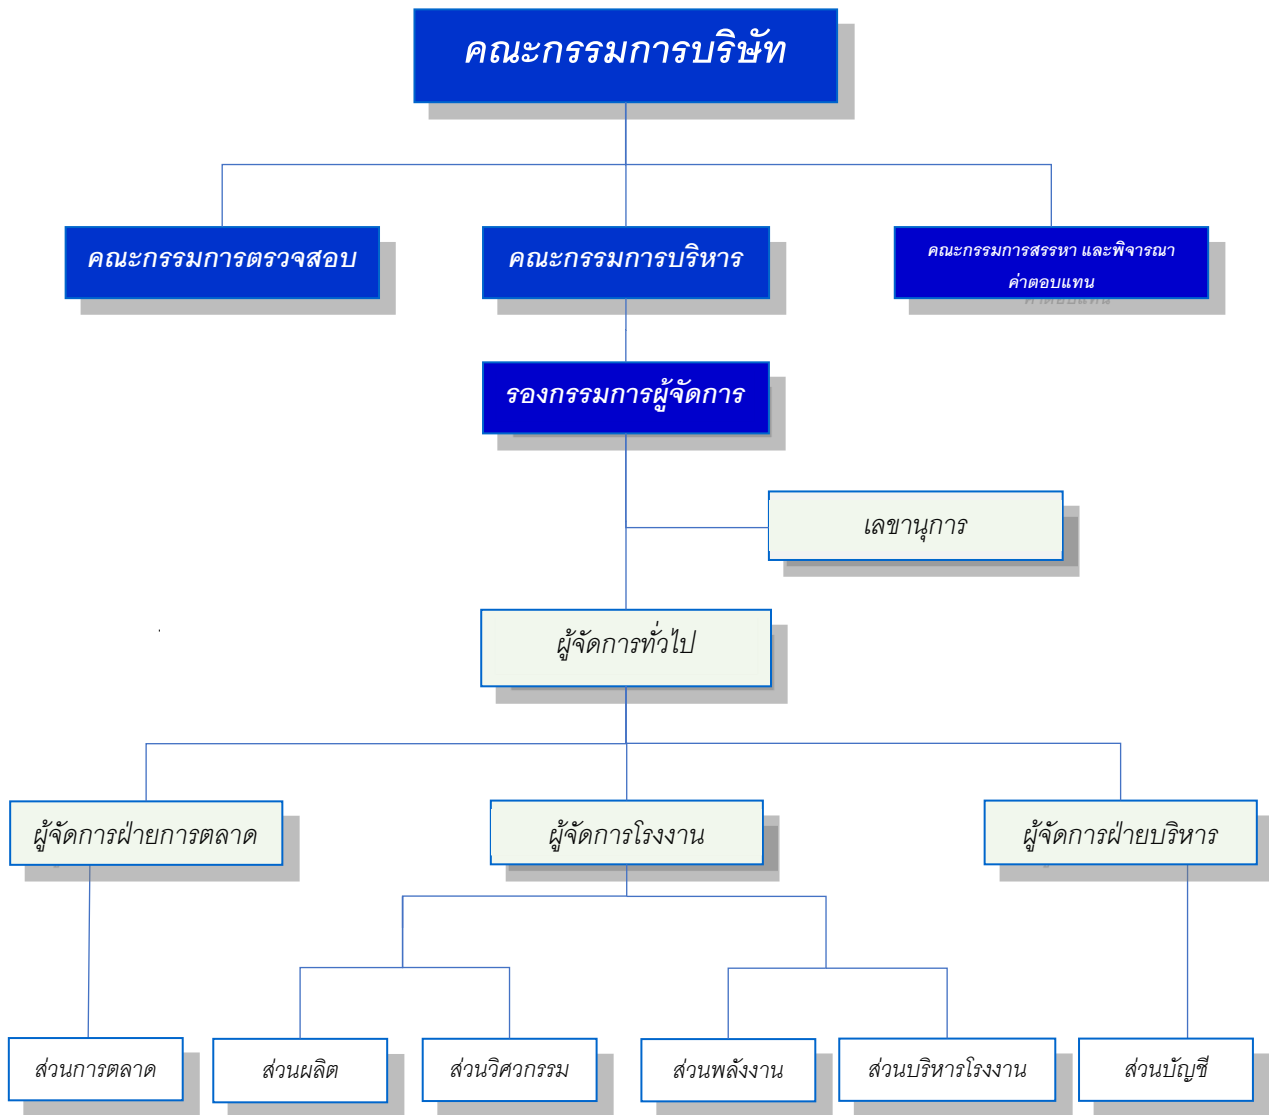 คณะกรรมการบริษัท
คณะกรรมการตรวจสอบ
คณะกรรมการบริหาร
คณะกรรมการสรรหา และพิจารณา
ค่าตอบแทน
รองกรรมการผู้จัดการ
เลขานุการ
ผู้จัดการทั่วไป
ผู้จัดการฝ่ายการตลาด
ผู้จัดการโรงงาน
ผู้จัดการฝ่ายบริหาร
ส่วนการตลาด
ส่วนผลิต
ส่วนวิศวกรรม
ส่วนพลังงาน
ส่วนบริหารโรงงาน
ส่วนบัญชี